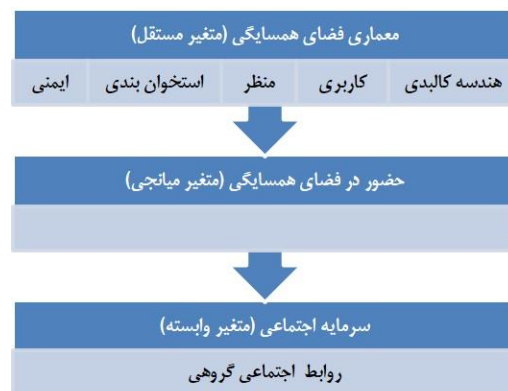 معماری فضای همسایگی (متغیر مستقل)
هندسه کالبدی کاربری منظر استخوان بندی ایمنی
حضور در فضای همسایگی (متغیر میانجی)
سرمایه اجتماعی (متغیر وابسته)
روابط اجتماعی گروهی